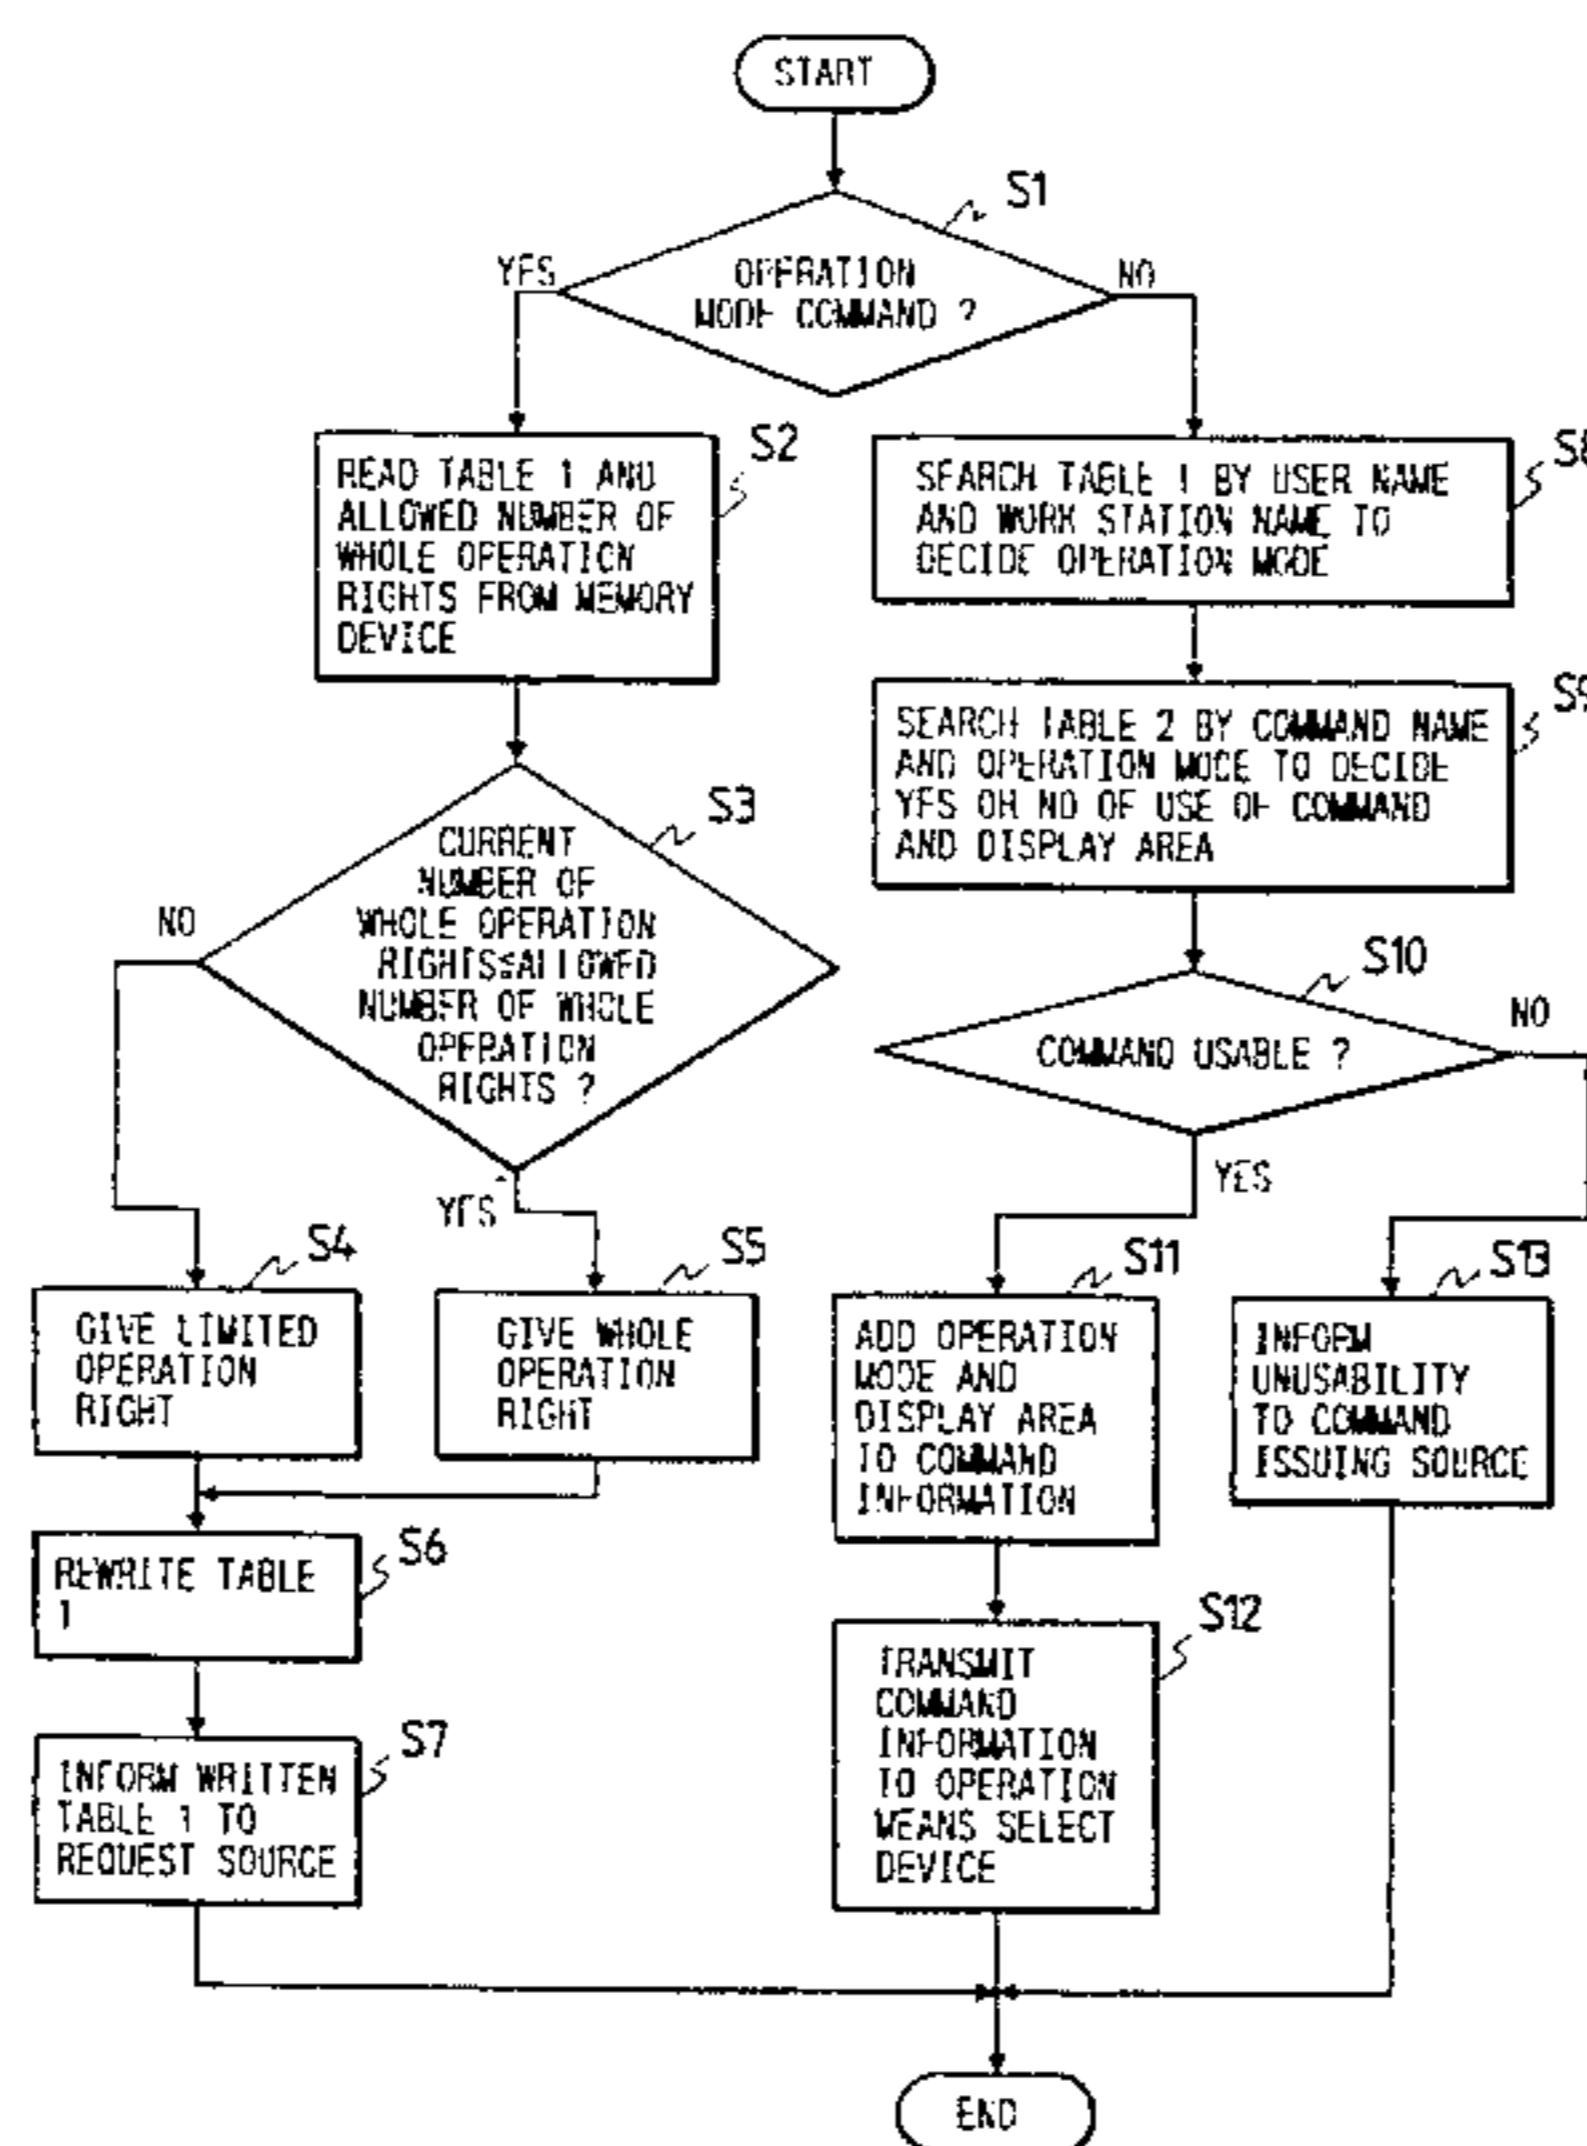 START
S1
YES
OPERATION
MODE COMMAND ?
NO
S2
READ TABLE 1 AND
ALLOWED NUMBER OF
WHOLE OPERATION
RIGHTS FROM MEMORY
DEVICE
S8
SEARCH TABLE 1 BY USER NAME
AND WORK STATION NAME TO
DECIDE OPERATION MODE
S9
SEARCH TABLE 2 BY COMMAND NAME
AND OPERATION MODE TO DECIDE
YES OR NO OF USE OF COMMAND
AND DISPLAY AREA
S3
CURRENT
NUMBER OF
WHOLE OPERATION
RIGHTS≦ALLOWED
NUMBER OF WHOLE
OPERATION
RIGHTS ?
NO
YES
S10
COMMAND USABLE ?
NO
YES
S4
GIVE LIMITED
OPERATION
RIGHT
S5
GIVE WHOLE
OPERATION
RIGHT
S11
ADD OPERATION
MODE AND
DISPLAY AREA
TO COMMAND
INFORMATION
S13
INFORM
UNUSABILITY
TO COMMAND
ISSUING SOURCE
S6
REWRITE TABLE
1
S12
TRANSMIT
COMMAND
INFORMATION
TO OPERATION
MEANS SELECT
DEVICE
S7
INFORM WRITTEN
TABLE 1 TO
REQUEST SOURCE
END